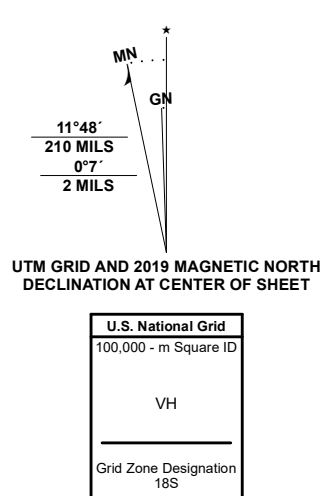 ★
MN
GN
11°48´
210 MILS
0°7´
2 MILS
UTM GRID AND 2019 MAGNETIC NORTH
DECLINATION AT CENTER OF SHEET
U.S. National Grid
100,000 - m Square ID
VH
Grid Zone Designation
18S